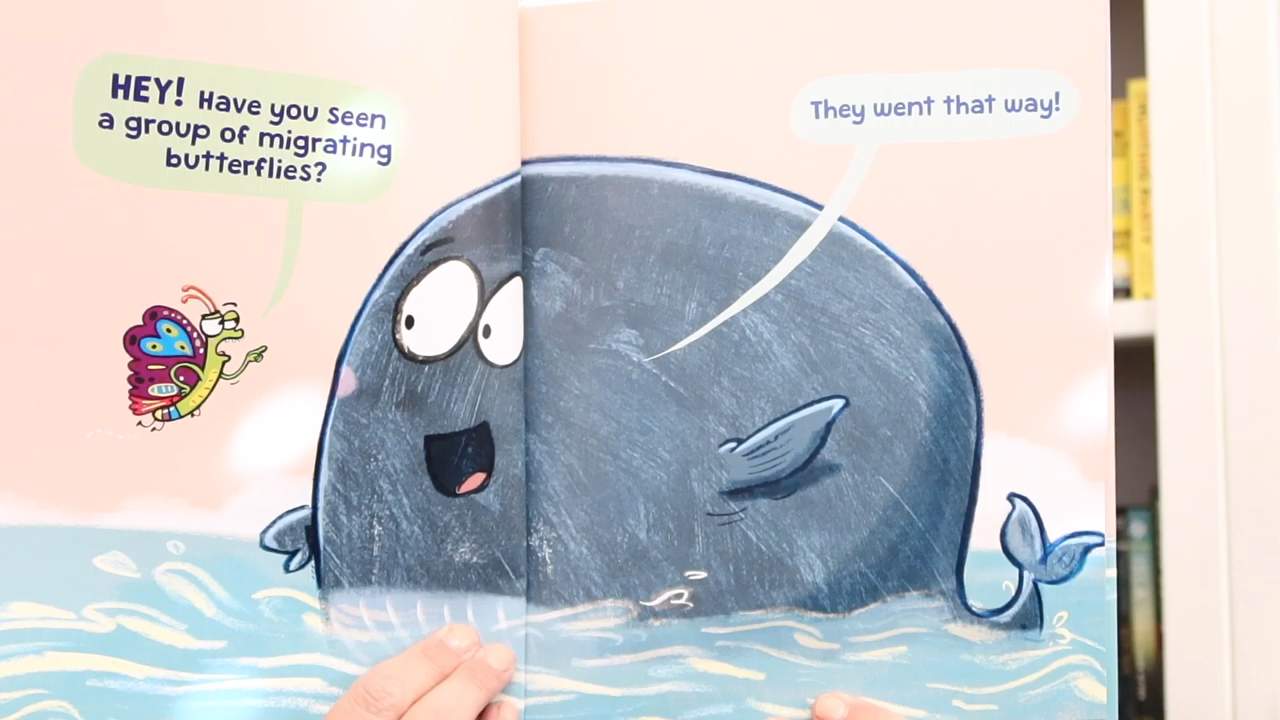 HEY! Have you seen
a group of migrating
butterflies?
They went that way!